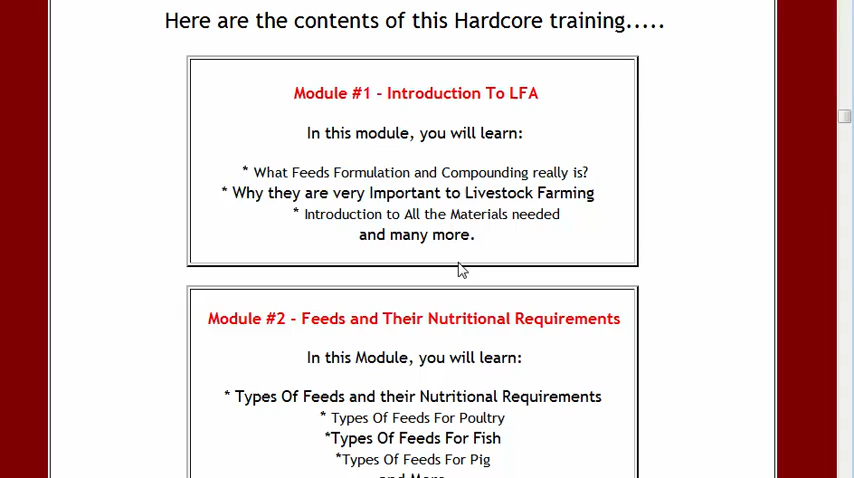 Here are the contents of this Hardcore training.....
Module #1 - Introduction To LFA
In this module, you will learn:
* What Feeds Formulation and Compounding really is?
* Why they are very Important to Livestock Farming
* Introduction to All the Materials needed
and many more.
Module #2 - Feeds and Their Nutritional Requirements
In this Module, you will learn:
* Types Of Feeds and their Nutritional Requirements
* Types Of Feeds For Poultry
*Types Of Feeds For Fish
*Types Of Feeds For Pig
and More